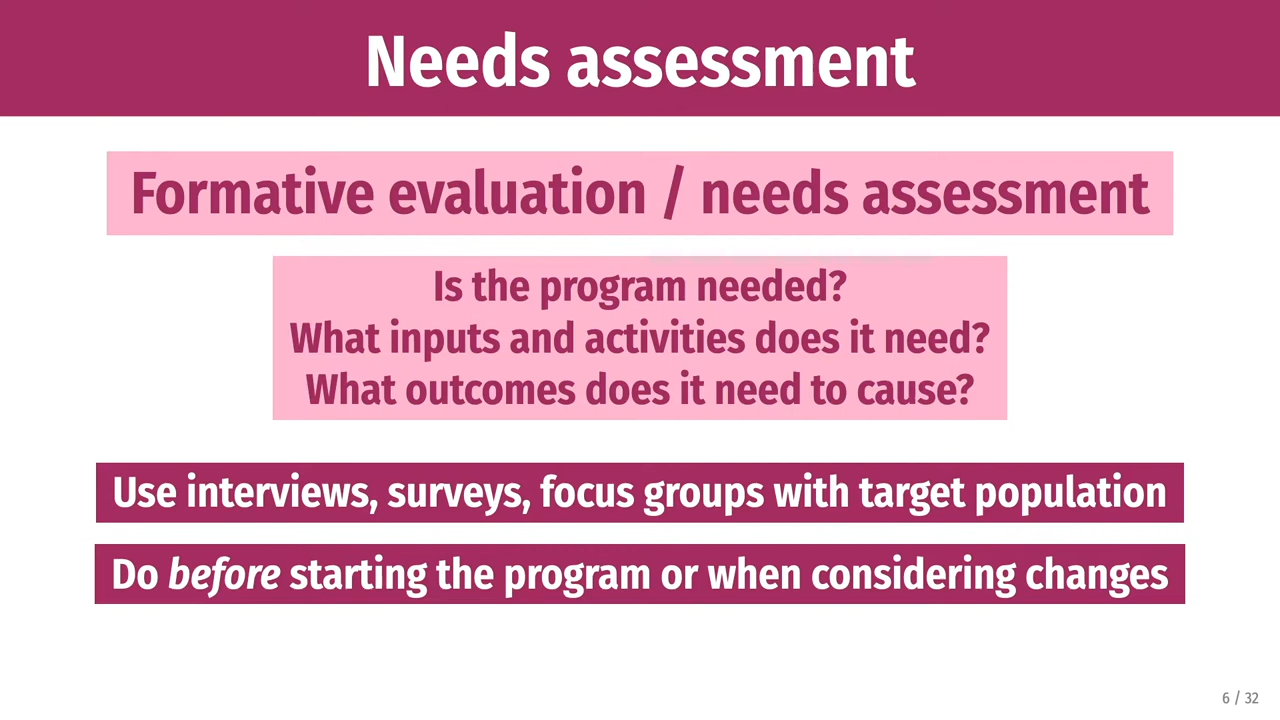 Needs assessment
Formative evaluation / needs assessment
Is the program needed?
What inputs and activities does it need?
What outcomes does it need to cause?
Use interviews, surveys, focus groups with target population
Do before starting the program or when considering changes
6 / 32